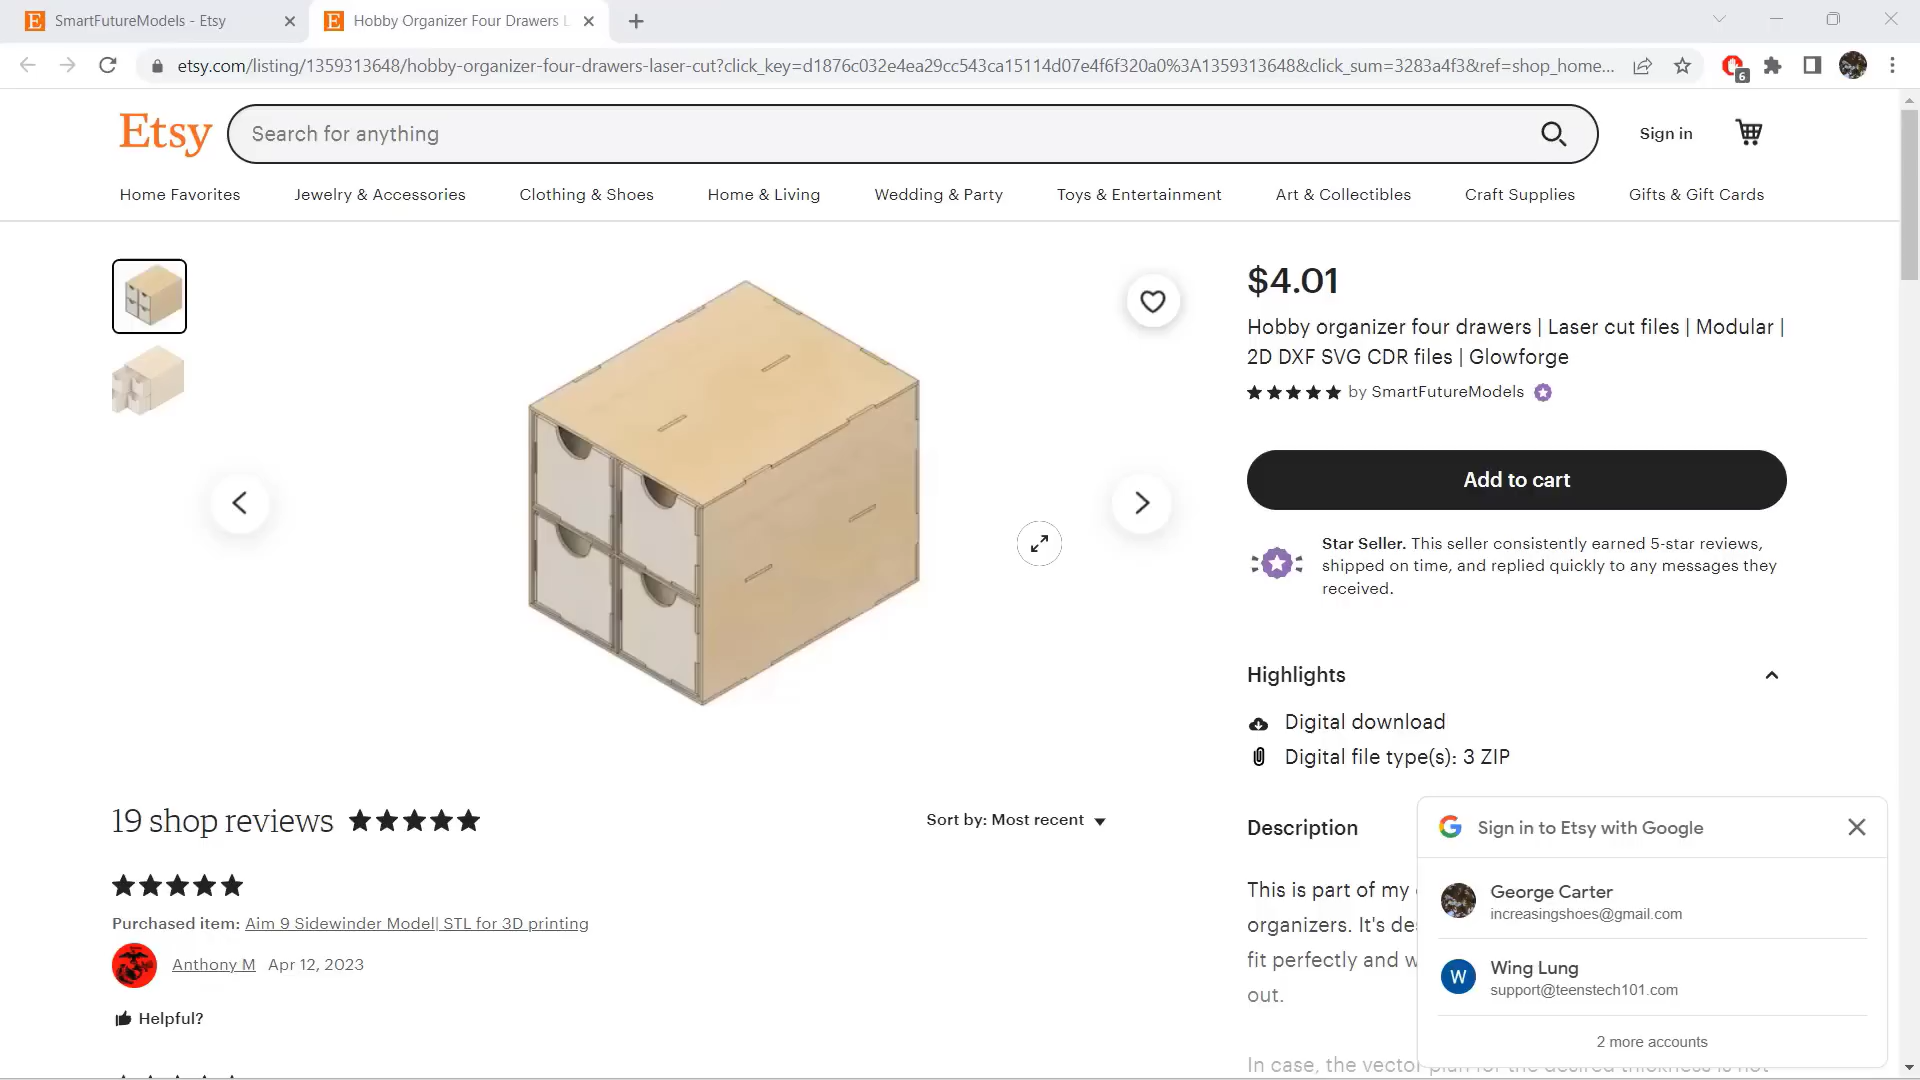 SmartFutureModels - Etsy
Hobby Organizer Four Drawers L
etsy.com/listing/1359313648/hobby-organizer-four-drawers-laser-cut?click_key=d1876c032e4ea29cc543ca15114d07e4f6f320a0%3A1359313648&click_sum=3283a4f3&ref=shop_home...
6
Etsy
Search for anything
Sign in
Home Favorites
Jewelry & Accessories
Clothing & Shoes
Home & Living
Wedding & Party
Toys & Entertainment
Art & Collectibles
Craft Supplies
Gifts & Gift Cards
$4.01
Hobby organizer four drawers | Laser cut files | Modular |
2D DXF SVG CDR files | Glowforge
by SmartFutureModels
Add to cart
Star Seller. This seller consistently earned 5-star reviews,
shipped on time, and replied quickly to any messages they
received.
Highlights
Digital download
Digital file type(s): 3 ZIP
19 shop reviews
Sort by: Most recent
Purchased item: Aim 9 Sidewinder Model| STL for 3D printing
Anthony M Apr 12, 2023
Helpful?
Description
This is part of my
organizers. It's de
fit perfectly and w
out.
In case, the vector plan for the desired thickness is not
Sign in to Etsy with Google
George Carter
increasingshoes@gmail.com
W
Wing Lung
support@teenstech101.com
2 more accounts